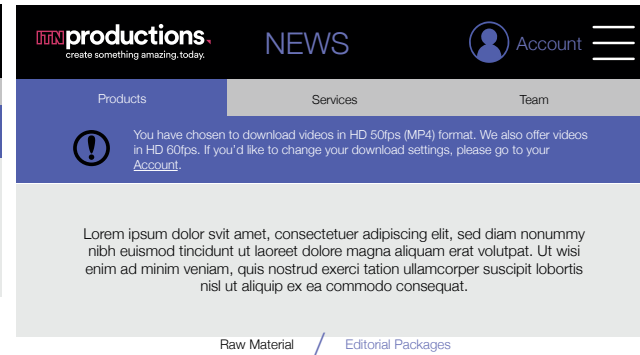 ITN productions.
create something amazing. today.
NEWS
Account
Products
Services
Team
You have chosen to download videos in HD 50fps (MP4) format. We also offer videos
in HD 60fps. If you'd like to change your download settings, please go to your
Account.
Lorem ipsum dolor svit amet, consectetuer adipiscing elit, sed diam nonummy
nibh euismod tincidunt ut laoreet dolore magna aliquam erat volutpat. Ut wisi
enim ad minim veniam, quis nostrud exerci tation ullamcorper suscipit lobortis
nisl ut aliquip ex ea commodo consequat.
Raw Material / Editorial Packages